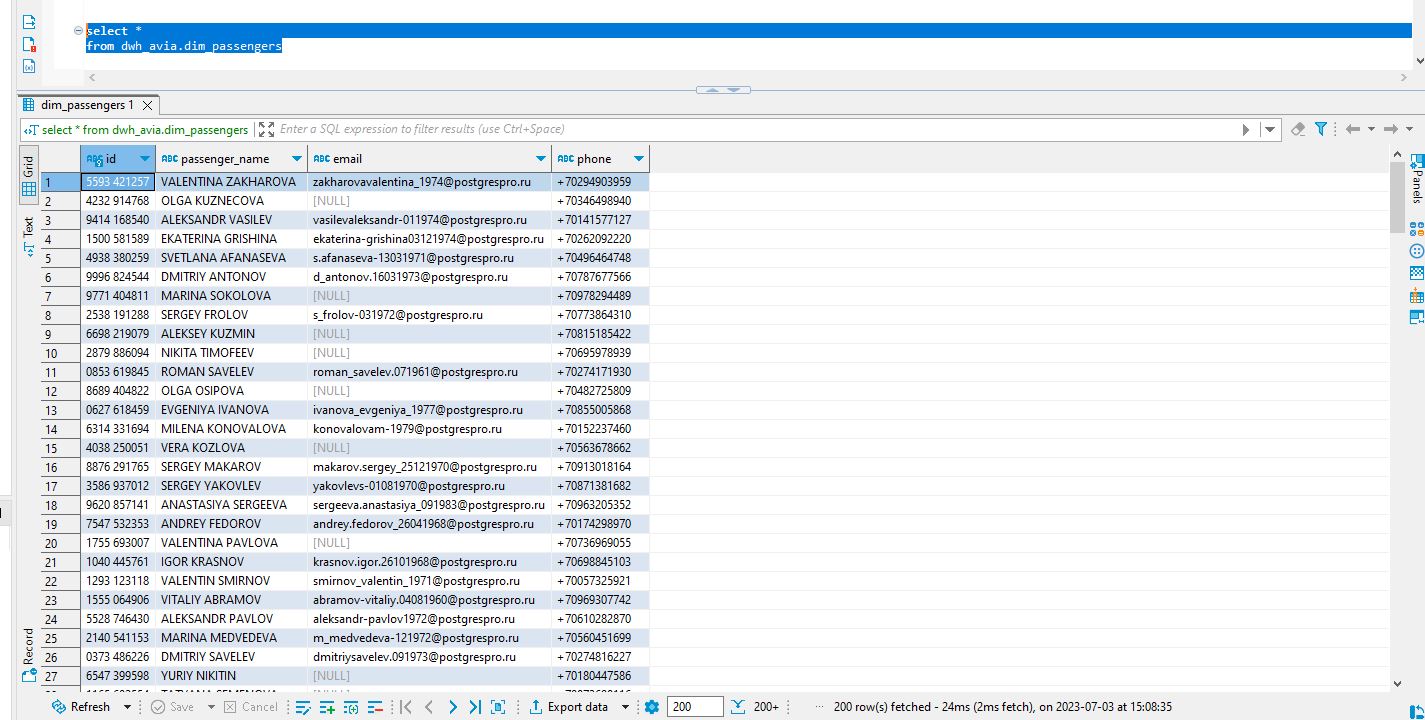 select *
from dwh_avia.dim_passengers
dim_passengers 1
select * from dwh_avia.dim_passengers Enter a SQL expression to filter results (use Ctrl+Space)
Grid
Text
Record
Panels
ABC id ABC passenger_name ABC email ABC phone
1 5593 421257 VALENTINA ZAKHAROVA zakharovavalentina_1974@postgrespro.ru +70294903959
2 4232 914768 OLGA KUZNECOVA [NULL] +70346498940
3 9414 168540 ALEKSANDR VASILEV vasilevaleksandr-011974@postgrespro.ru +70141577127
4 1500 581589 EKATERINA GRISHINA ekaterina-grishina03121974@postgrespro.ru +70262092220
5 4938 380259 SVETLANA AFANASEVA s.afanaseva-13031971@postgrespro.ru +70496464748
6 9996 824544 DMITRIY ANTONOV d_antonov.16031973@postgrespro.ru +70787677566
7 9771 404811 MARINA SOKOLOVA [NULL] +70978294489
8 2538 191288 SERGEY FROLOV s_frolov-031972@postgrespro.ru +70773864310
9 6698 219079 ALEKSEY KUZMIN [NULL] +70815185422
10 2879 886094 NIKITA TIMOFEEV [NULL] +70695978939
11 0853 619845 ROMAN SAVELEV roman_savelev.071961@postgrespro.ru +70274171930
12 8689 404822 OLGA OSIPOVA [NULL] +70482725809
13 0627 618459 EVGENIYA IVANOVA ivanova_evgeniya_1977@postgrespro.ru +70855005868
14 6314 331694 MILENA KONOVALOVA konovalovam-1979@postgrespro.ru +70152237460
15 4038 250051 VERA KOZLOVA [NULL] +70563678662
16 8876 291765 SERGEY MAKAROV makarov.sergey_25121970@postgrespro.ru +70913018164
17 3586 937012 SERGEY YAKOVLEV yakovlevs-01081970@postgrespro.ru +70871381682
18 9620 857141 ANASTASIYA SERGEEVA sergeeva.anastasiya_091983@postgrespro.ru +70963205352
19 7547 532353 ANDREY FEDOROV andrey.fedorov_26041968@postgrespro.ru +70174298970
20 1755 693007 VALENTINA PAVLOVA [NULL] +70736969055
21 1040 445761 IGOR KRASNOV krasnov.igor.26101968@postgrespro.ru +70698845103
22 1293 123118 VALENTIN SMIRNOV smirnov_valentin_1971@postgrespro.ru +70057325921
23 1555 064906 VITALIY ABRAMOV abramov-vitaliy.04081960@postgrespro.ru +70969307742
24 5528 746430 ALEKSANDR PAVLOV aleksandr-pavlov1972@postgrespro.ru +70610282870
25 2140 541153 MARINA MEDVEDEVA m_medvedeva-121972@postgrespro.ru +70560451699
26 0373 486226 DMITRIY SAVELEV dmitriysavelev.091973@postgrespro.ru +70274816227
27 6547 399598 YURIY NIKITIN [NULL] +70180447586
Refresh Save Cancel Export data 200 200+ 200 row(s) fetched - 24ms (2ms fetch), on 2023-07-03 at 15:08:35